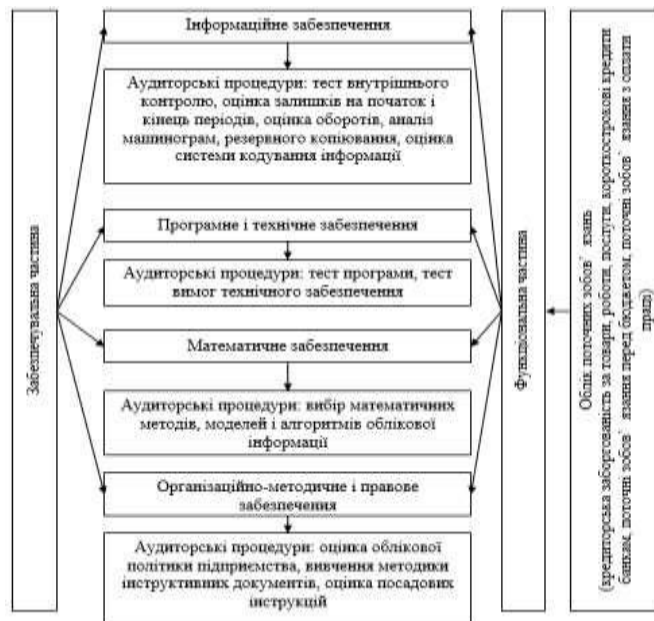 Забезпечувальна частина
Інформаційне забезпечення
Аудиторські процедури: тест внутрішнього
контролю, оцінка залишків на початок і
кінець періодів, оцінка оборотів, аналіз
машинограм, резервного копіювання, оцінка
системи кодування інформації
Програмне і технічне забезпечення
Аудиторські процедури: тест програми, тест
вимог технічного забезпечення
Математичне забезпечення
Аудиторські процедури: вибір математичних
методів, моделей і алгоритмів облікової
інформації
Організаційно-методичне і правове
забезпечення
Аудиторські процедури: оцінка облікової
політики підприємства, вивчення методики
інструктивних документів, оцінка посадових
інструкцій
Функціональна частина
Облік поточних зобов` язань
(кредиторська заборгованість за товари, роботи, послуги, короткострокові кредити
банкам, поточні зобов` язання перед бюджетом, поточні зобов` язання з оплати
праці)